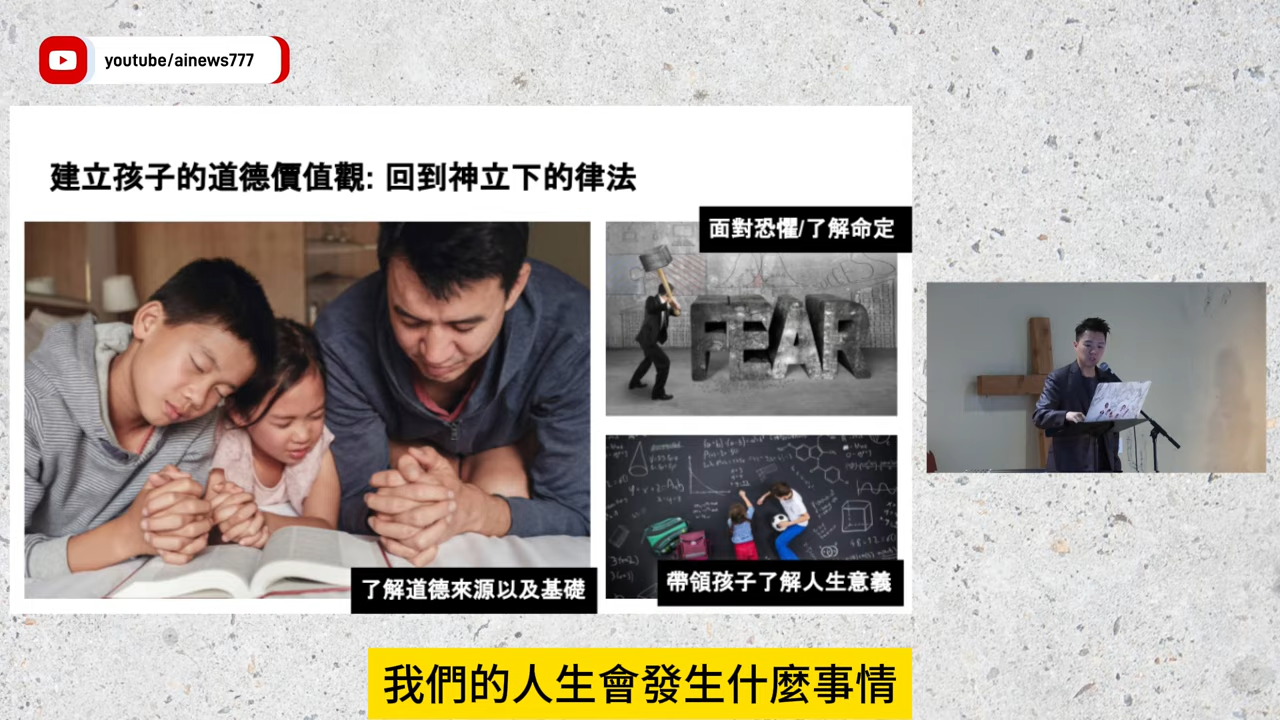 youtube/ainews777
建立孩子的道德價值觀: 回到神立下的律法
面對恐懼/了解命定
FEAR
了解道德來源以及基礎
帶領孩子了解人生意義
我們的人生會發生什麼事情